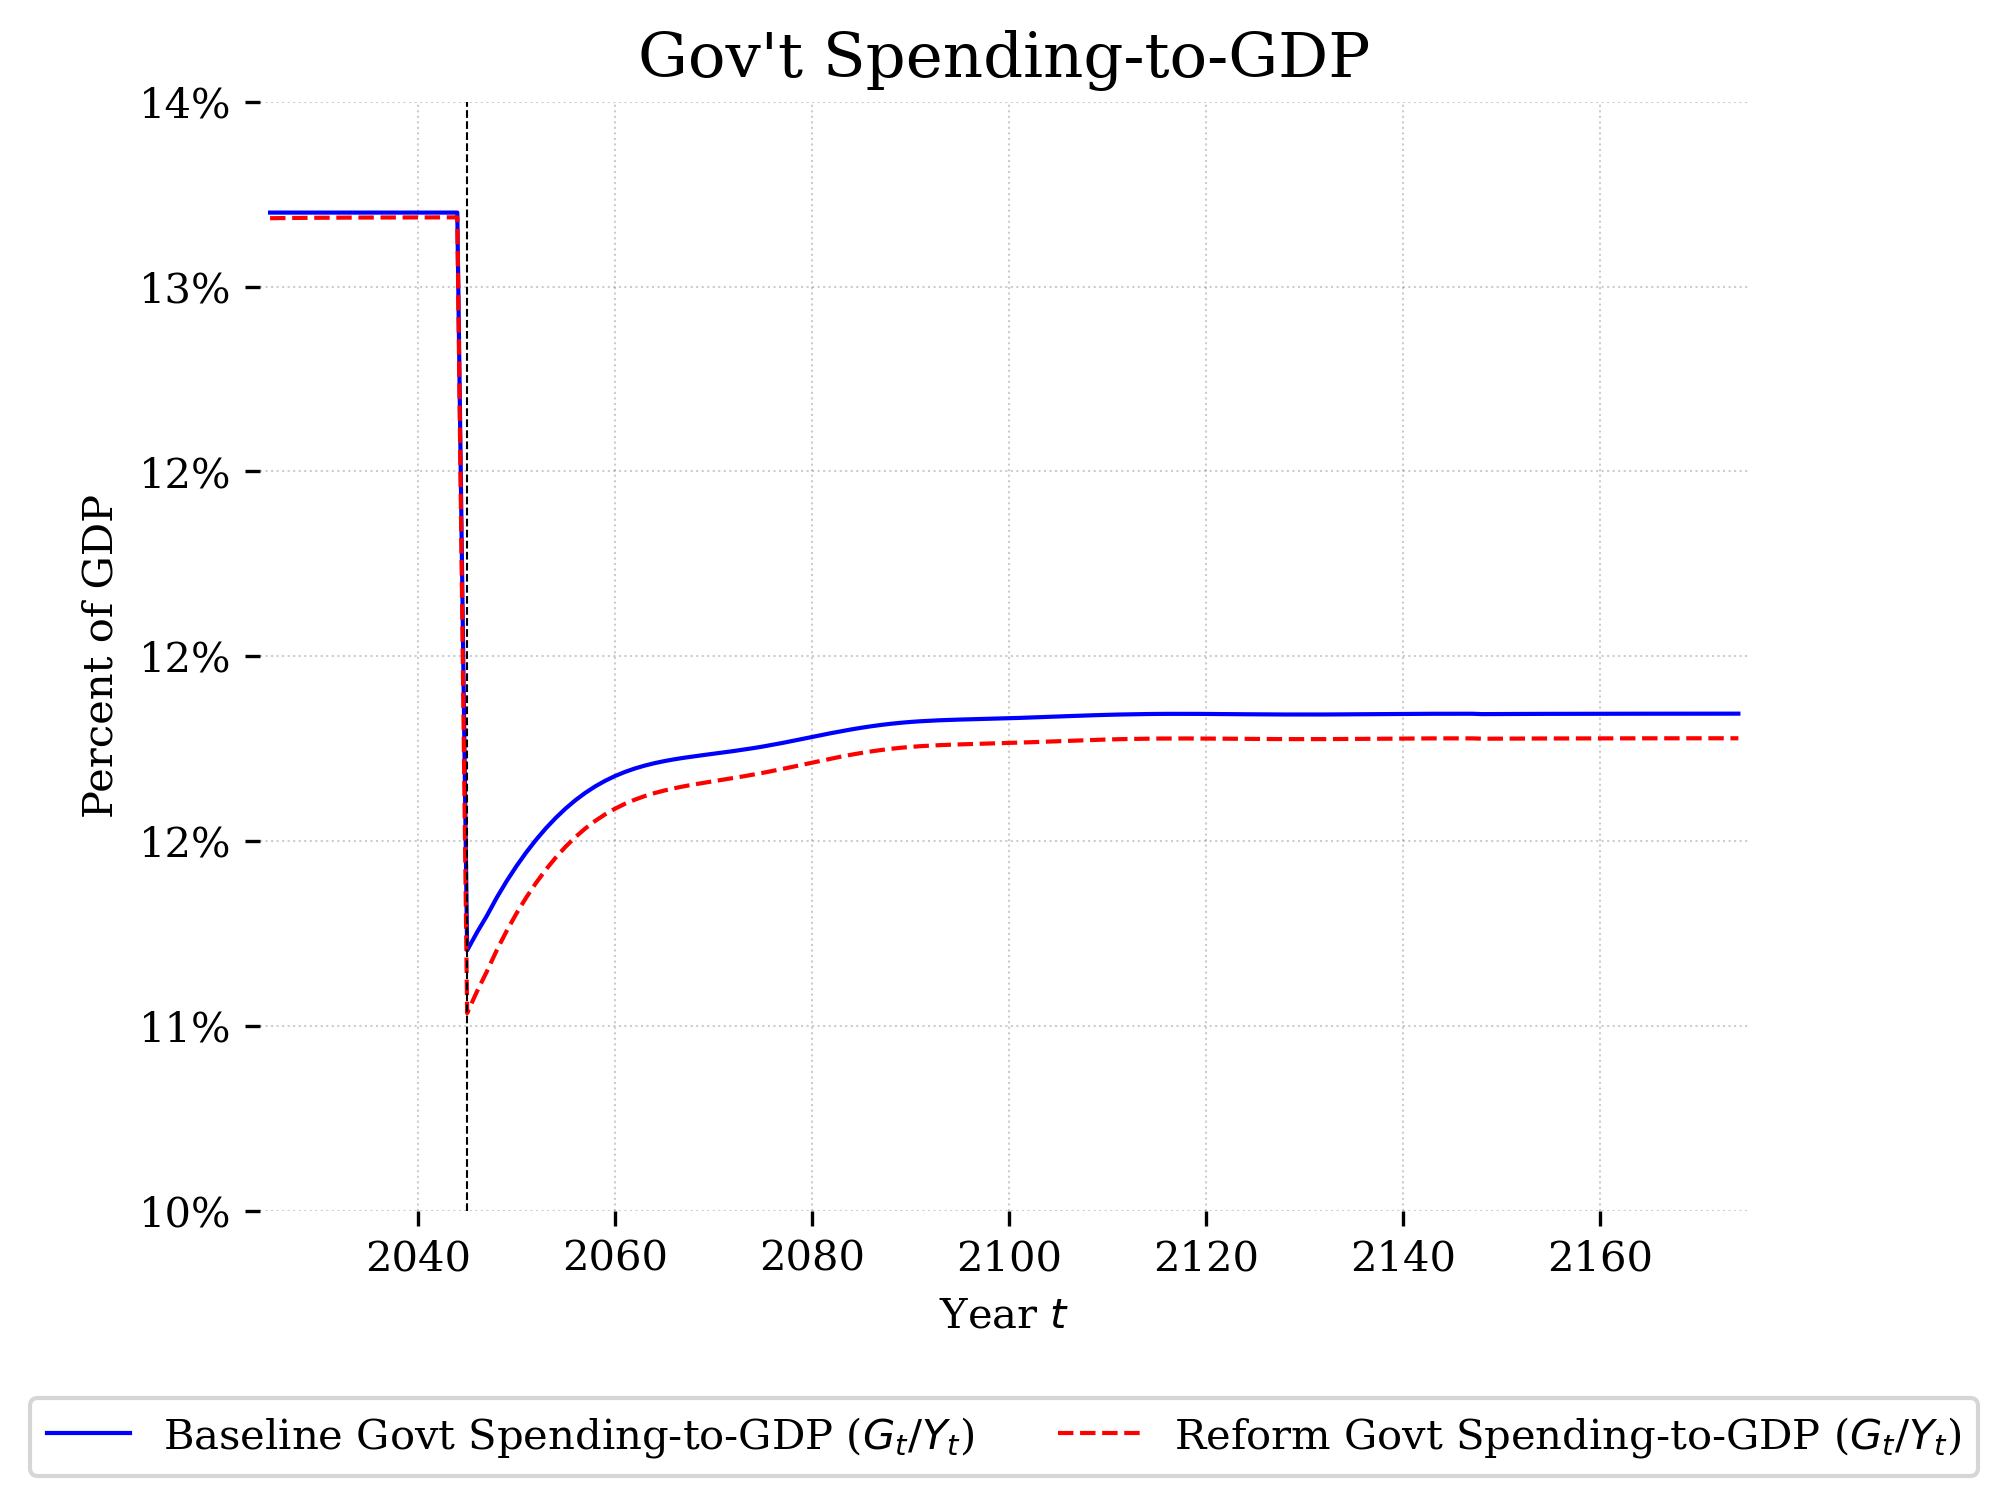 Gov't Spending-to-GDP
14%
13%
12%
12%
12%
11%
10%
Percent of GDP
2040 2060 2080 2100 2120 2140 2160
Year t
Baseline Govt Spending-to-GDP (Gt/Yt)
Reform Govt Spending-to-GDP (Gt/Yt)